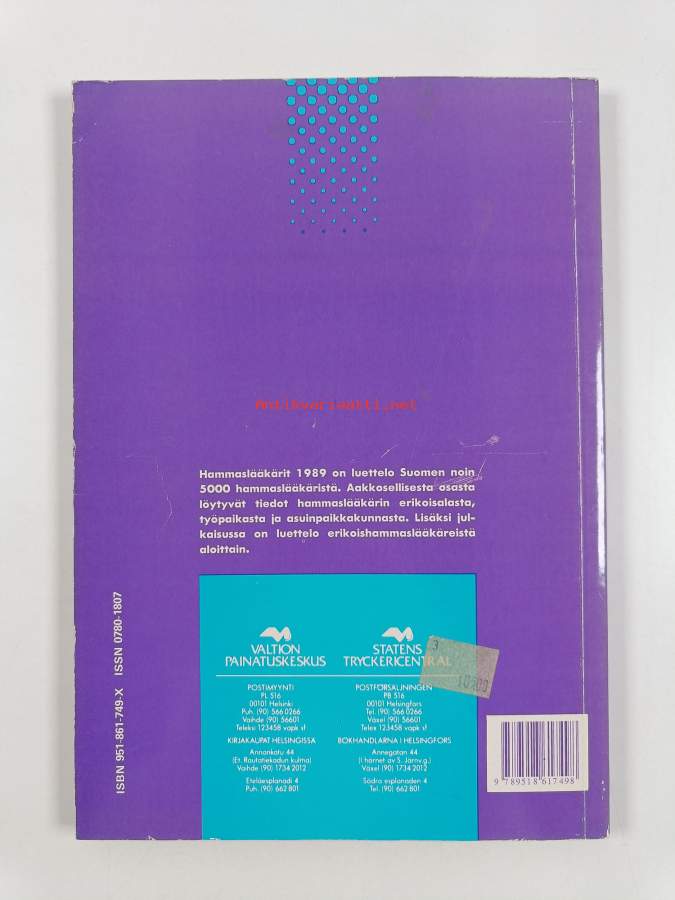 Antikvariaatti.net
Hammaslääkärit 1989 on luettelo Suomen noin
5000 hammaslääkäristä. Aakkosellisesta osasta
löytyvät tiedot hammaslääkärin erikoisalasta,
työpaikasta ja asuinpaikkakunnasta. Lisäksi jul-
kaisussa on luettelo erikoishammaslääkäreistä
aloittain.
ISBN 951-861-749-X ISSN 0780-1807
VALTION
PAINATUSKESKUS
POSTIMYYNTI
PL 516
00101 Helsinki
Puh. (90) 566 0266
Vaihde (90) 56601
Teleksi 123458 vapk sf
KIRJAKAUPAT HELSINGISSÄ
Annankatu 44
(Et. Rautatiekadun kulma)
Vaihde (90) 1734 2012
Eteläesplanadi 4
Puh. (90) 662 801
STATENS
TRYCKERICENTRAL
POSTFÖRSÄLJNINGEN
PB 516
00101 Helsingfors
Tel. (90) 566 0266
Växel (90) 56601
Telex 123458 vapk sf
BOKHANDLARNA I HELSINGFORS
Annegatan 44
(I hörnet av S. Järnv.g.)
Växel (90) 1734 2012
Södra esplanaden 4
Tel. (90) 662 801
3
9 789518 617498